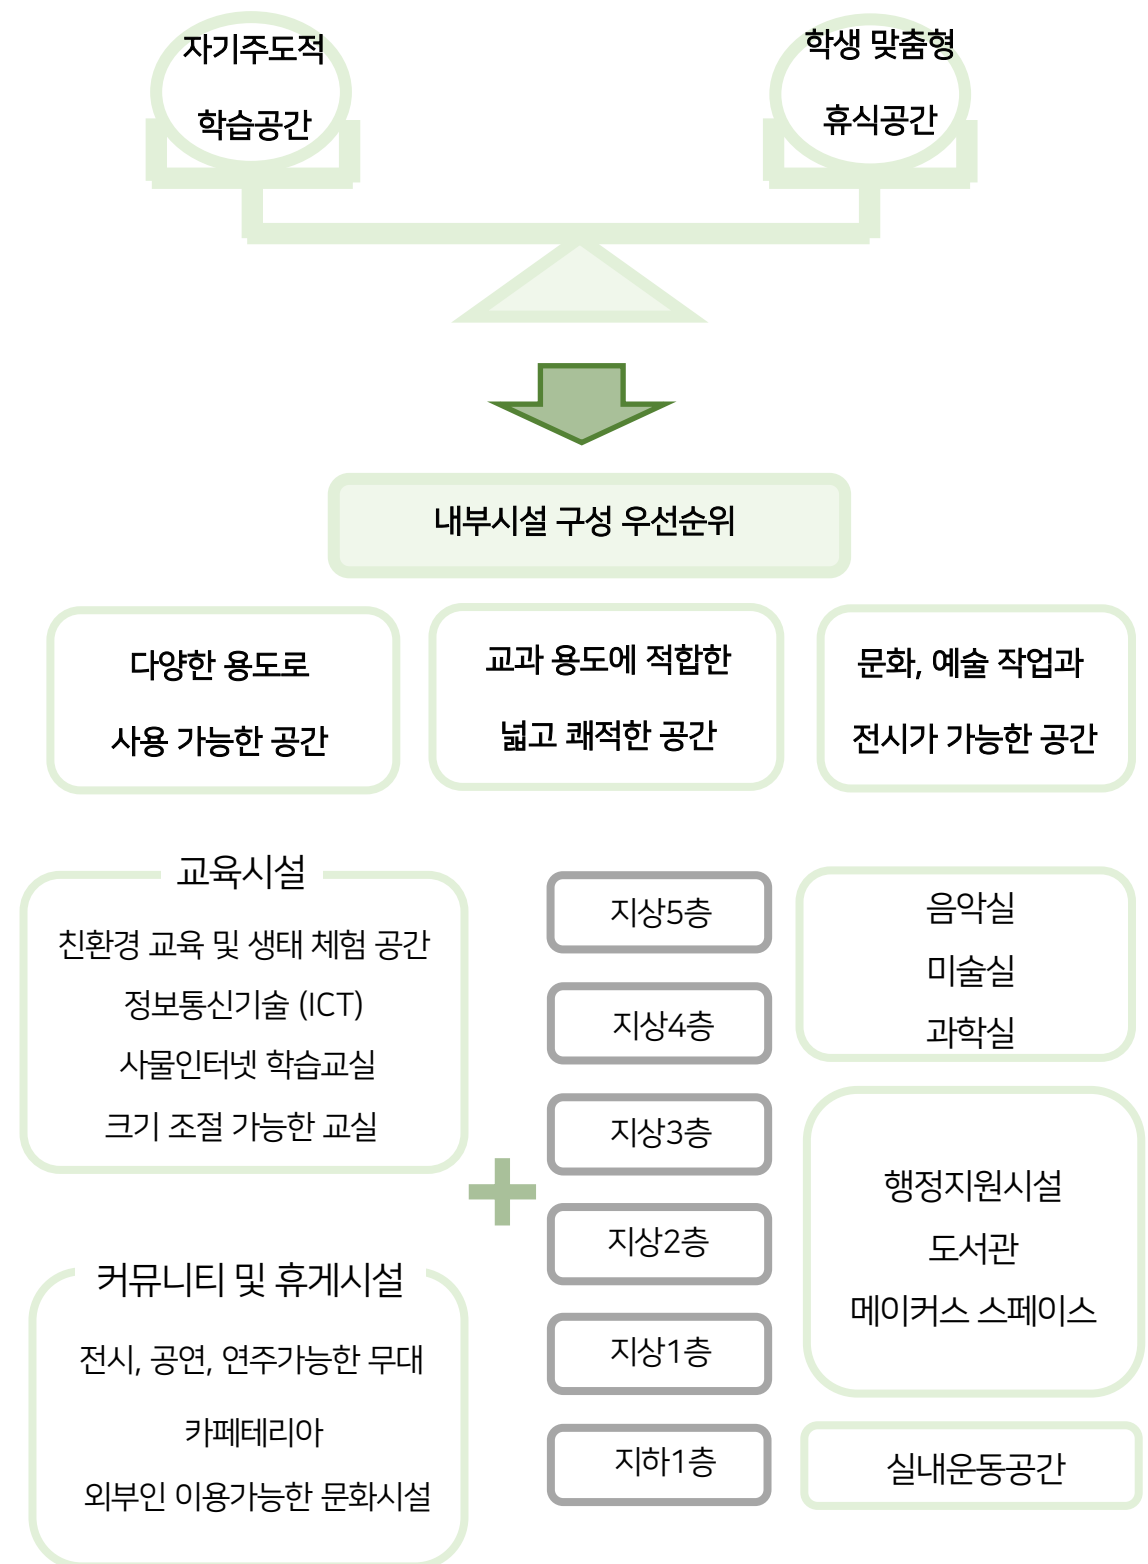 자기주도적
학습공간
학생 맞춤형
휴식공간
내부시설 구성 우선순위
다양한 용도로
사용 가능한 공간
교과 용도에 적합한
넓고 쾌적한 공간
문화, 예술 작업과
전시가 가능한 공간
교육시설
친환경 교육 및 생태 체험 공간
정보통신기술 (ICT)
사물인터넷 학습교실
크기 조절 가능한 교실
커뮤니티 및 휴게시설
전시, 공연, 연주가능한 무대
카페테리아
외부인 이용가능한 문화시설
지상5층
지상4층
지상3층
지상2층
지상1층
지하1층
음악실
미술실
과학실
행정지원시설
도서관
메이커스 스페이스
실내운동공간